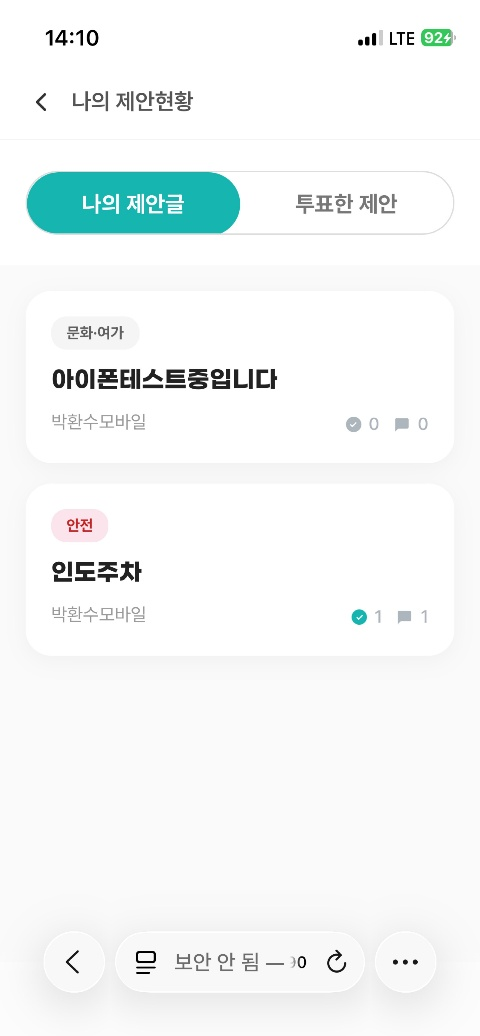 14:10
LTE 92
나의 제안현황
나의 제안글
투표한 제안
문화·여가
아이폰테스트중입니다
박환수모바일
0 0
안전
인도주차
박환수모바일
1 1
보안 안 됨 —